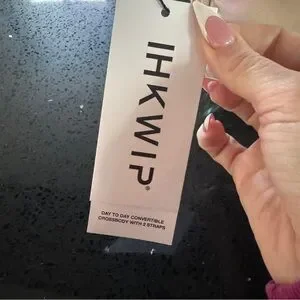 IHKWIP®
DAY TO DAY CONVERTIBLE
CROSSBODY WITH 2 STRAPS